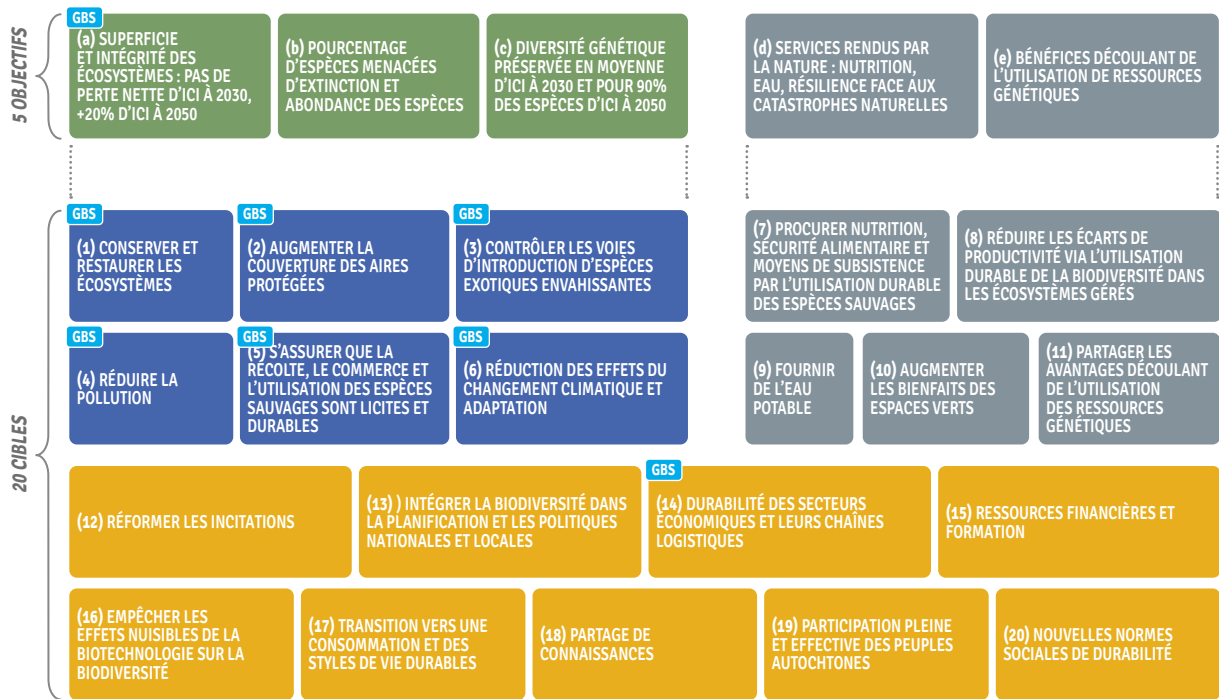 5 OBJECTIFS
GBS
(a) SUPERFICIE
ET INTÉGRITÉ DES
ÉCOSYSTÈMES : PAS DE
PERTE NETTE D'ICI À 2030,
+20% D'ICI À 2050
(b) POURCENTAGE
D'ESPÈCES MENACÉES
D'EXTINCTION ET
ABONDANCE DES ESPÈCES
(c) DIVERSITÉ GÉNÉTIQUE
PRÉSERVÉE EN MOYENNE
D'ICI À 2030 ET POUR 90%
DES ESPÈCES D'ICI À 2050
(d) SERVICES RENDUS PAR
LA NATURE : NUTRITION,
EAU, RÉSILIENCE FACE AUX
CATASTROPHES NATURELLES
(e) BÉNÉFICES DÉCOULANT DE
L'UTILISATION DE RESSOURCES
GÉNÉTIQUES
20 CIBLES
GBS
(1) CONSERVER ET
RESTAURER LES
ÉCOSYSTÈMES
GBS
(2) AUGMENTER LA
COUVERTURE DES AIRES
PROTÉGÉES
GBS
(3) CONTRÔLER LES VOIES
D'INTRODUCTION D'ESPÈCES
EXOTIQUES ENVAHISSANTES
(7) PROCURER NUTRITION,
SÉCURITÉ ALIMENTAIRE ET
MOYENS DE SUBSISTENCE
PAR L'UTILISATION DURABLE
DES ESPÈCES SAUVAGES
(8) RÉDUIRE LES ÉCARTS DE
PRODUCTIVITÉ VIA L'UTILISATION
DURABLE DE LA BIODIVERSITÉ DANS
LES ÉCOSYSTÈMES GÉRÉS
GBS
(4) RÉDUIRE LA
POLLUTION
GBS
(5) S'ASSURER QUE LA
RÉCOLTE, LE COMMERCE ET
L'UTILISATION DES ESPÈCES
SAUVAGES SONT LICITES ET
DURABLES
GBS
(6) RÉDUCTION DES EFFETS DU
CHANGEMENT CLIMATIQUE ET
ADAPTATION
(9) FOURNIR
DE L'EAU
POTABLE
(10) AUGMENTER
LES BIENFAITS DES
ESPACES VERTS
(11) PARTAGER LES
AVANTAGES DÉCOULANT
DE L'UTILISATION
DES RESSOURCES
GÉNÉTIQUES
(12) RÉFORMER LES INCITATIONS
(13) ) INTÉGRER LA BIODIVERSITÉ DANS
LA PLANIFICATION ET LES POLITIQUES
NATIONALES ET LOCALES
GBS
(14) DURABILITÉ DES SECTEURS
ÉCONOMIQUES ET LEURS CHAÎNES
LOGISTIQUES
(15) RESSOURCES FINANCIÈRES ET
FORMATION
(16) EMPÊCHER LES
EFFETS NUISIBLES DE LA
BIOTECHNOLOGIE SUR LA
BIODIVERSITÉ
(17) TRANSITION VERS UNE
CONSOMMATION ET DES
STYLES DE VIE DURABLES
(18) PARTAGE DE
CONNAISSANCES
(19) PARTICIPATION PLEINE
ET EFFECTIVE DES PEUPLES
AUTOCHTONES
(20) NOUVELLES NORMES
SOCIALES DE DURABILITÉ